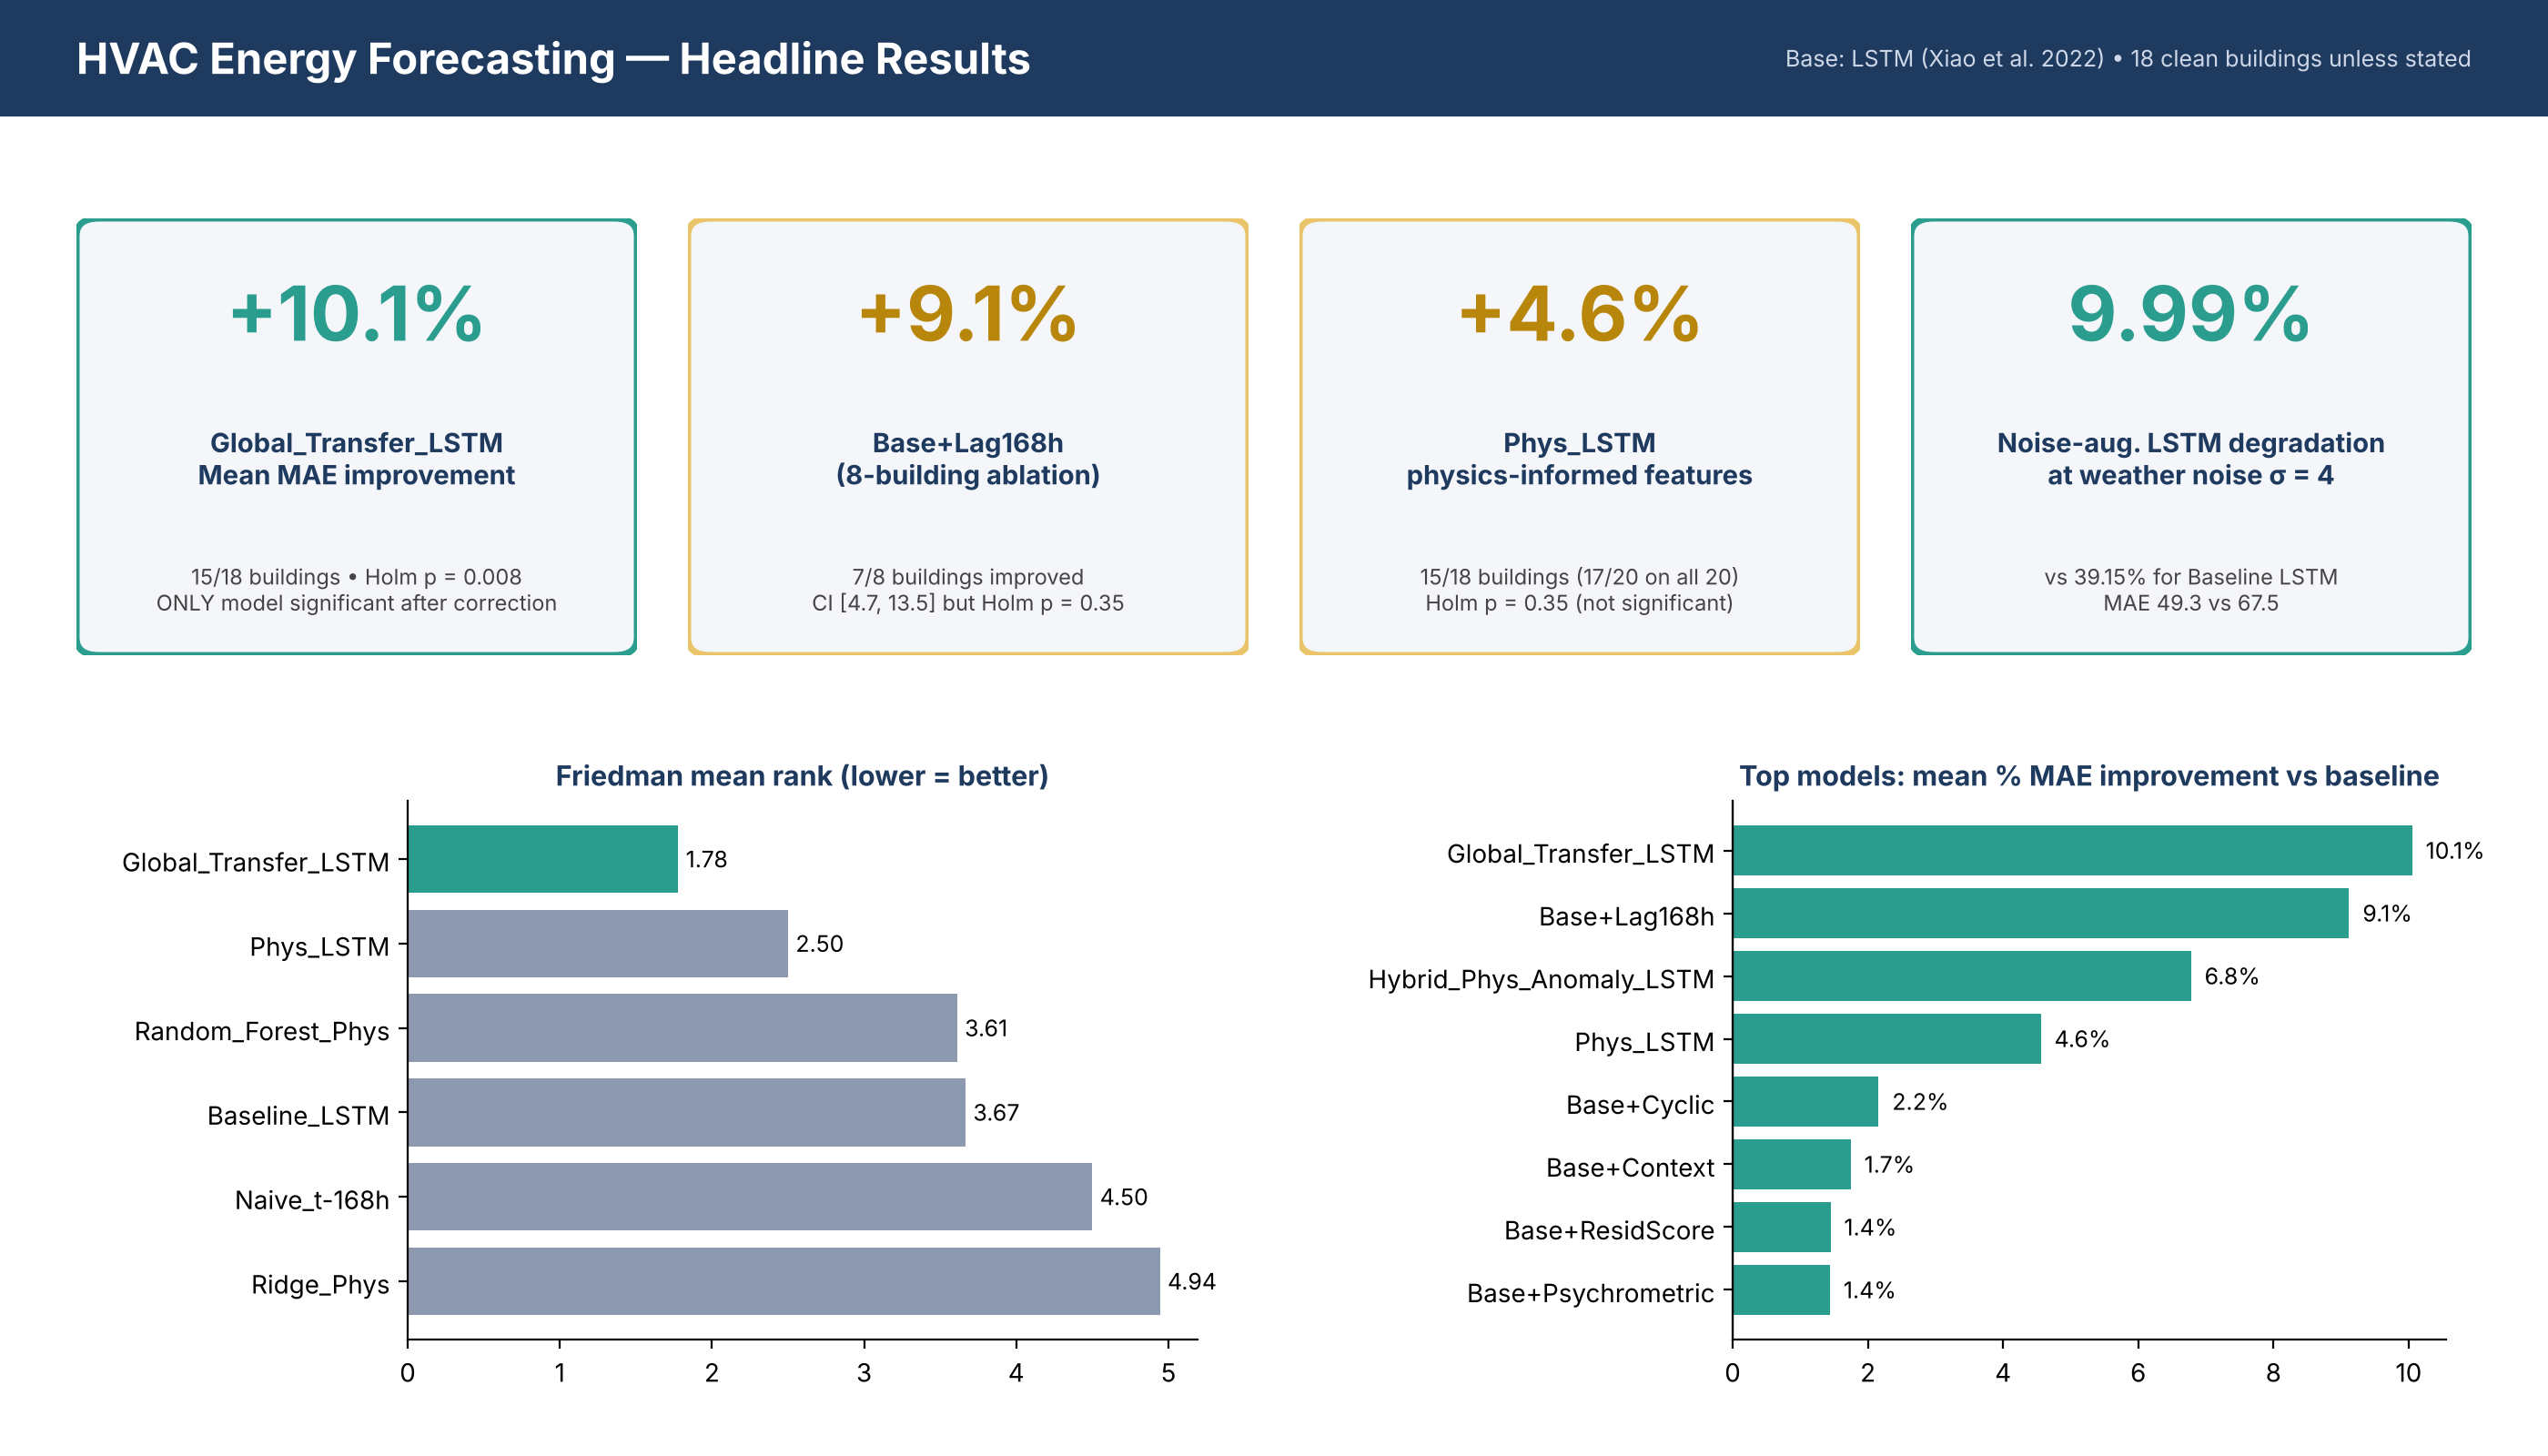 HVAC Energy Forecasting — Headline Results
Base: LSTM (Xiao et al. 2022) • 18 clean buildings unless stated
+10.1%
Global_Transfer_LSTM
Mean MAE improvement
15/18 buildings • Holm p = 0.008
ONLY model significant after correction
+9.1%
Base+Lag168h
(8-building ablation)
7/8 buildings improved
CI [4.7, 13.5] but Holm p = 0.35
+4.6%
Phys_LSTM
physics-informed features
15/18 buildings (17/20 on all 20)
Holm p = 0.35 (not significant)
9.99%
Noise-aug. LSTM degradation
at weather noise σ = 4
vs 39.15% for Baseline LSTM
MAE 49.3 vs 67.5
Friedman mean rank (lower = better)
Global_Transfer_LSTM 1.78
Phys_LSTM 2.50
Random_Forest_Phys 3.61
Baseline_LSTM 3.67
Naive_t-168h 4.50
Ridge_Phys 4.94
0 1 2 3 4 5
Top models: mean % MAE improvement vs baseline
Global_Transfer_LSTM 10.1%
Base+Lag168h 9.1%
Hybrid_Phys_Anomaly_LSTM 6.8%
Phys_LSTM 4.6%
Base+Cyclic 2.2%
Base+Context 1.7%
Base+ResidScore 1.4%
Base+Psychrometric 1.4%
0 2 4 6 8 10